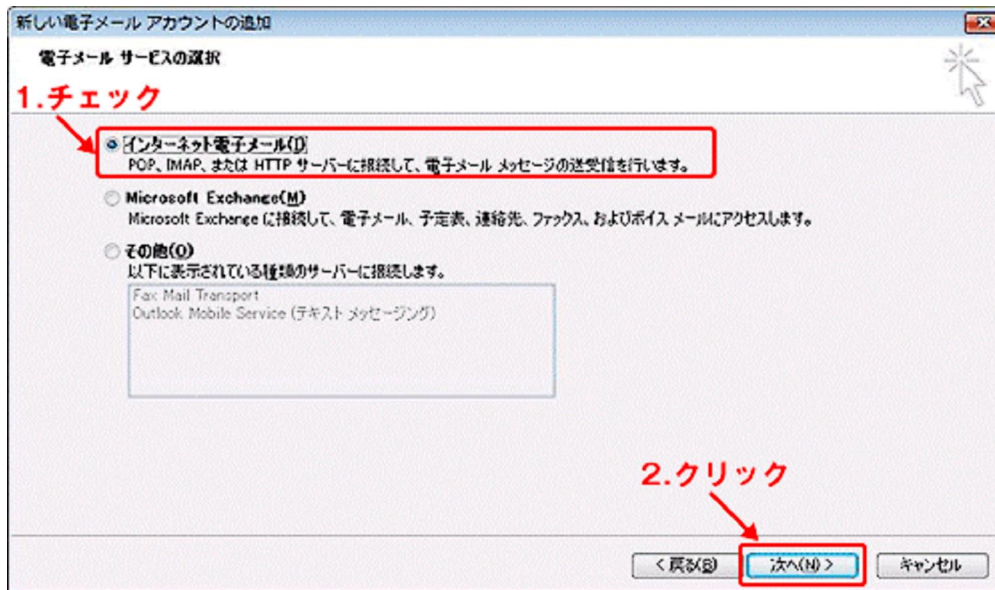 新しい電子メール アカウントの追加
電子メール サービスの選択
1.チェック
インターネット電子メール(I)
POP、IMAP、または HTTP サーバーに接続して、電子メール メッセージの送受信を行います。
Microsoft Exchange(M)
Microsoft Exchange に接続して、電子メール、予定表、連絡先、ファックス、およびボイス メールにアクセスします。
その他(O)
以下に表示されている種類のサーバーに接続します。
Fax Mail Transport
Outlook Mobile Service (テキスト メッセージング)
2.クリック
< 戻る(B)
次へ(N) >
キャンセル